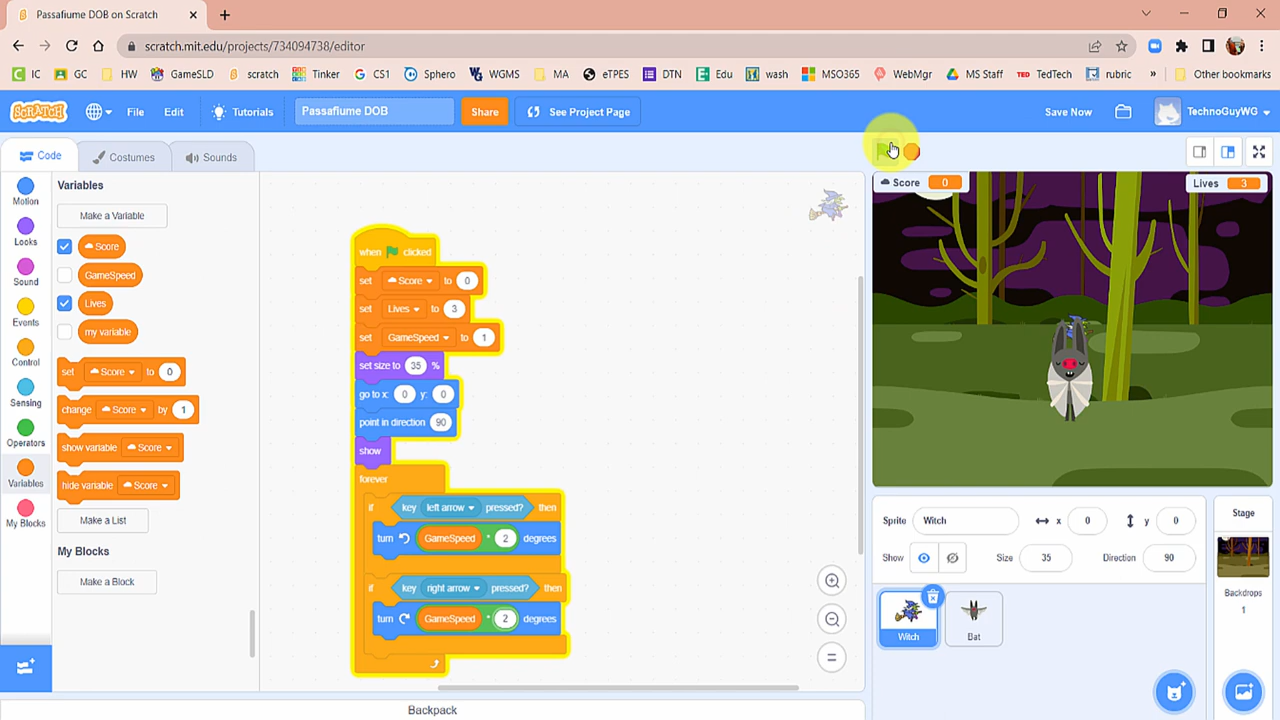 Passafiume DOB on Scratch
scratch.mit.edu/projects/734094738/editor
IC GC HW GameSLD scratch Tinker CS1 Sphero WGMS MA eTPES DTN Edu wash MSO365 WebMgr MS Staff TED TedTech rubric » Other bookmarks
SCRATCH File Edit Tutorials Passafiume DOB Share See Project Page Save Now TechnoGuyWG
Code Costumes Sounds
Motion
Looks
Sound
Events
Control
Sensing
Operators
Variables
My Blocks
Variables
Make a Variable
Score
GameSpeed
Lives
my variable
set Score to 0
change Score by 1
show variable Score
hide variable Score
Make a List
My Blocks
Make a Block
when clicked
set Score to 0
set Lives to 3
set GameSpeed to 1
set size to 35 %
go to x: 0 y: 0
point in direction 90
show
forever
if key left arrow pressed? then
turn GameSpeed * 2 degrees
if key right arrow pressed? then
turn GameSpeed * 2 degrees
Backpack
Score 0
Lives 3
Sprite Witch x 0 y 0
Show Size 35 Direction 90
Witch
Bat
Stage
Backdrops
1